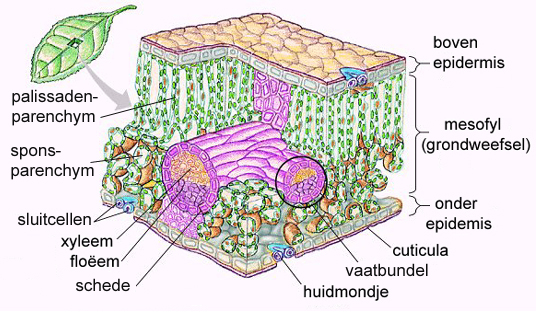 boven
epidermis
palissaden-
parenchym
mesofyl
(grondweefsel)
spons-
parenchym
onder
epidemis
sluitcellen
xyleem
floëem
schede
cuticula
vaatbundel
huidmondje